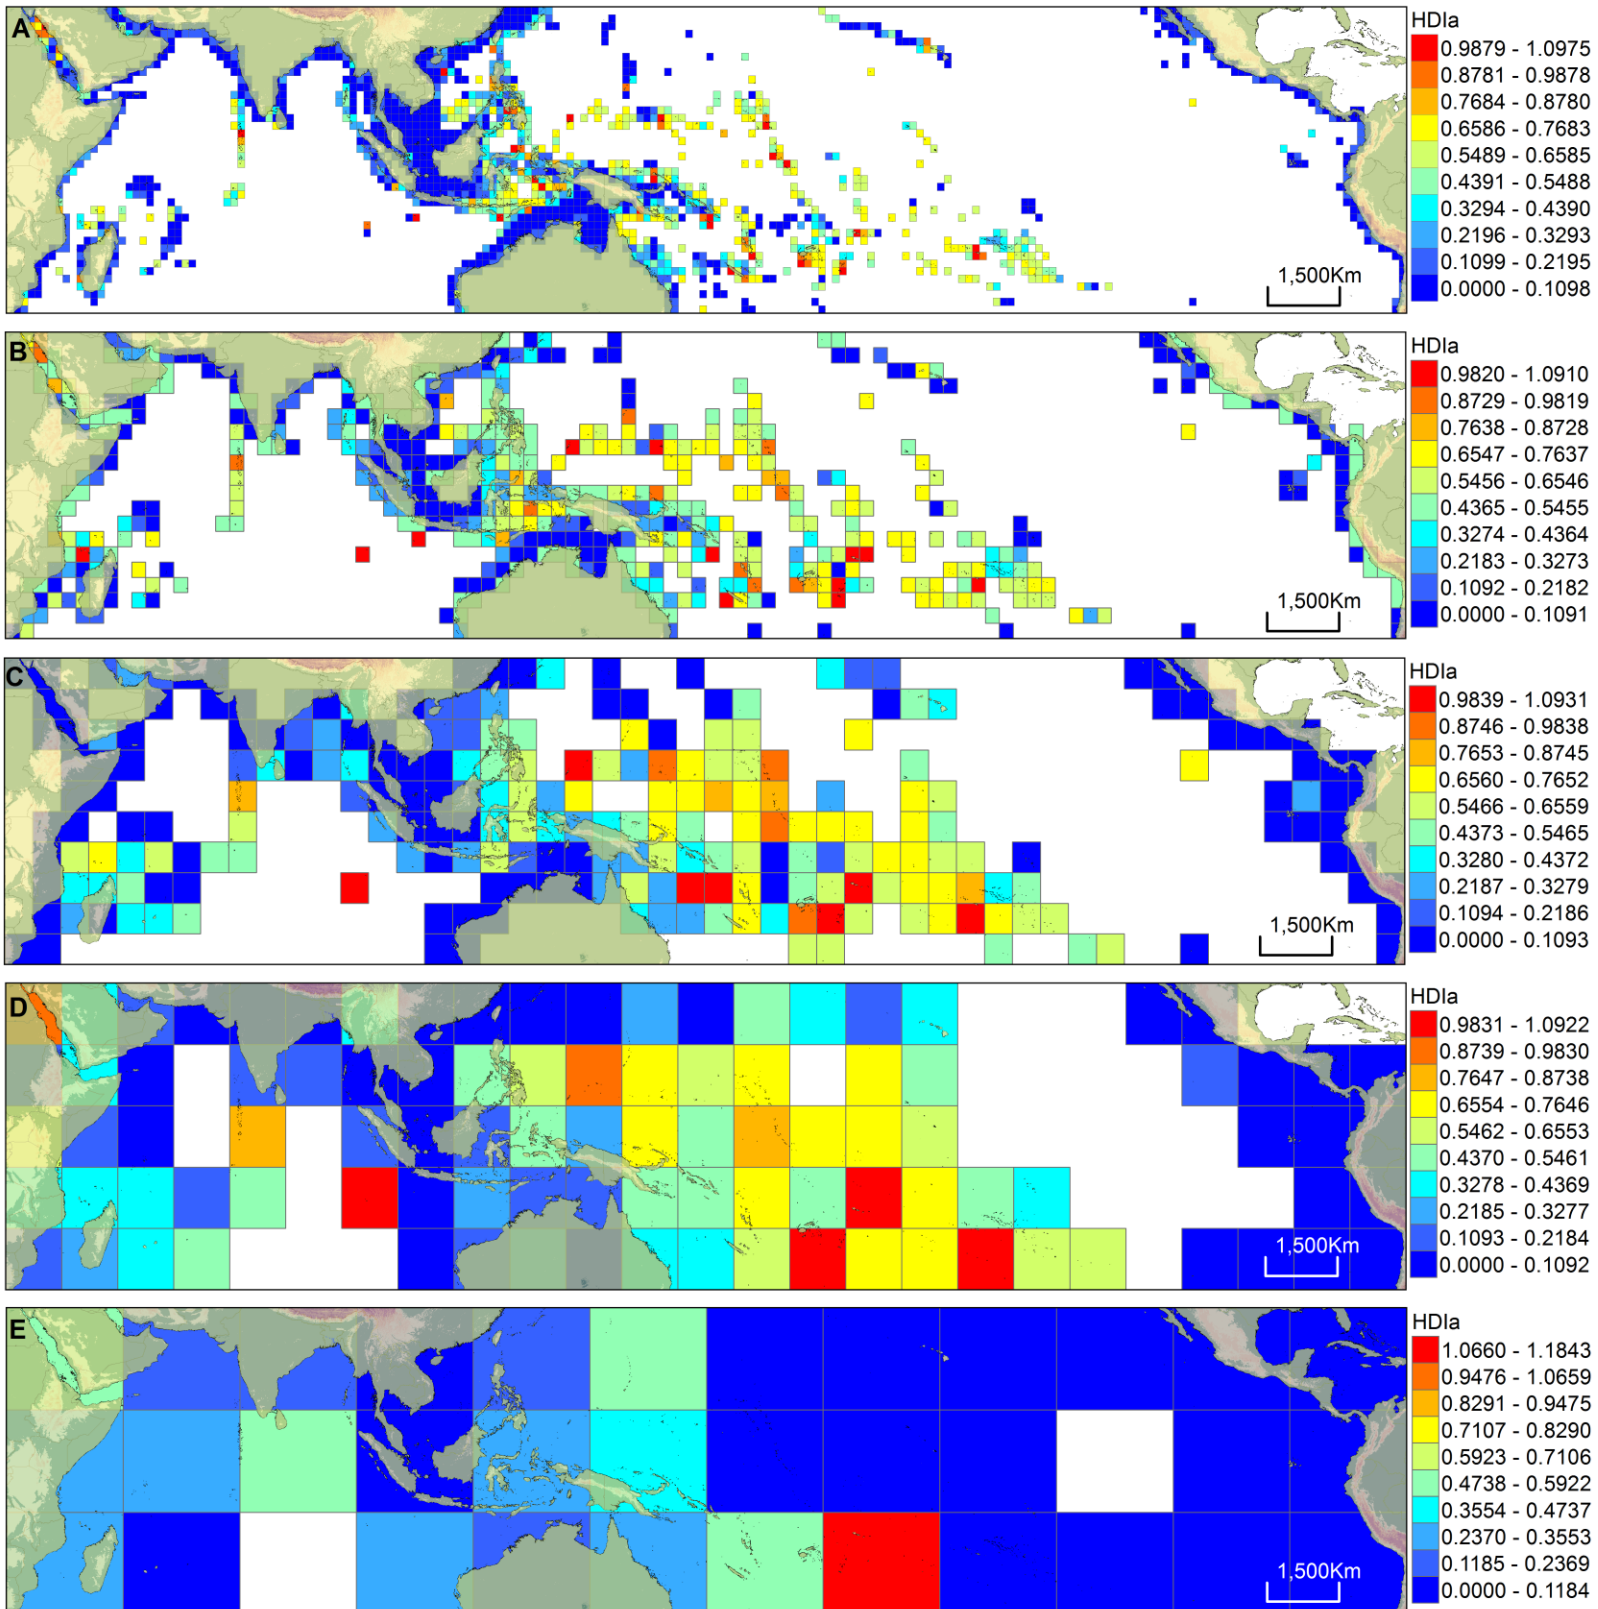 A
HDIa
0.9879 - 1.0975
0.8781 - 0.9878
0.7684 - 0.8780
0.6586 - 0.7683
0.5489 - 0.6585
0.4391 - 0.5488
0.3294 - 0.4390
0.2196 - 0.3293
0.1099 - 0.2195
0.0000 - 0.1098
1,500Km
B
HDIa
0.9820 - 1.0910
0.8729 - 0.9819
0.7638 - 0.8728
0.6547 - 0.7637
0.5456 - 0.6546
0.4365 - 0.5455
0.3274 - 0.4364
0.2183 - 0.3273
0.1092 - 0.2182
0.0000 - 0.1091
1,500Km
C
HDIa
0.9839 - 1.0931
0.8746 - 0.9838
0.7653 - 0.8745
0.6560 - 0.7652
0.5466 - 0.6559
0.4373 - 0.5465
0.3280 - 0.4372
0.2187 - 0.3279
0.1094 - 0.2186
0.0000 - 0.1093
1,500Km
D
HDIa
0.9831 - 1.0922
0.8739 - 0.9830
0.7647 - 0.8738
0.6554 - 0.7646
0.5462 - 0.6553
0.4370 - 0.5461
0.3278 - 0.4369
0.2185 - 0.3277
0.1093 - 0.2184
0.0000 - 0.1092
1,500Km
E
HDIa
1.0660 - 1.1843
0.9476 - 1.0659
0.8291 - 0.9475
0.7107 - 0.8290
0.5923 - 0.7106
0.4738 - 0.5922
0.3554 - 0.4737
0.2370 - 0.3553
0.1185 - 0.2369
0.0000 - 0.1184
1,500Km